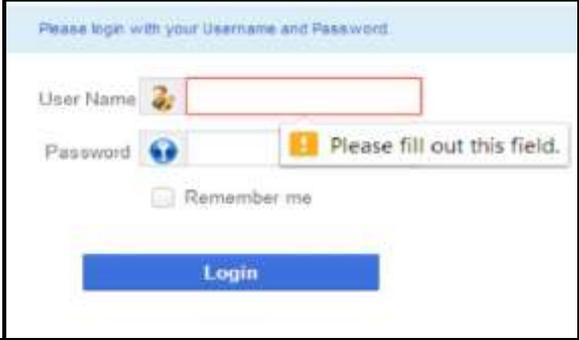 Please login with your Username and Password
User Name
Please fill out this field.
Password
Remember me
Login